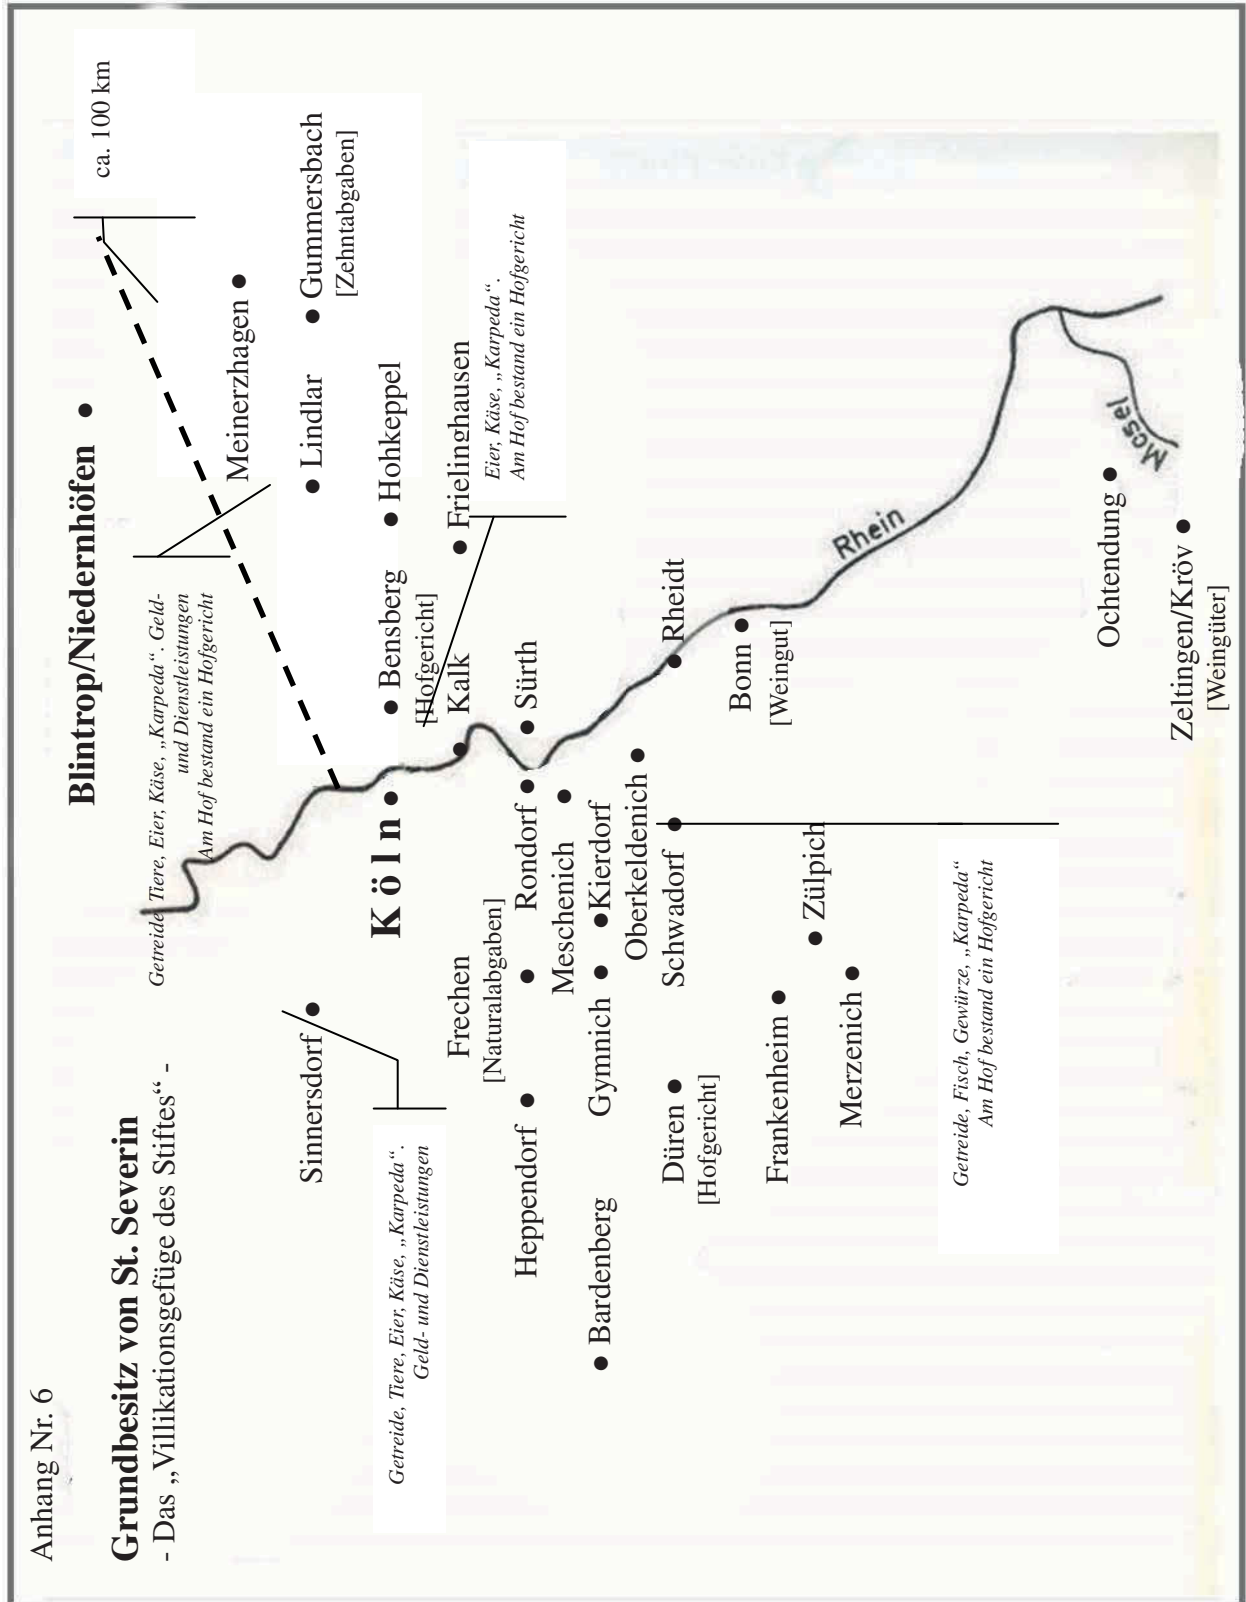 Anhang Nr. 6
Grundbesitz von St. Severin
- Das „Villikationsgefüge des Stiftes“ -
Blintrop/Niedernhöfen
ca. 100 km
Getreide Tiere, Eier, Käse, „Karpeda“. Geld-
und Dienstleistungen
Am Hof bestand ein Hofgericht
Meinerzhagen
Sinnersdorf
Lindlar
Gummersbach
[Zehntabgaben]
Köln
Bensberg
[Hofgericht]
Hohkeppel
Getreide, Tiere, Eier, Käse, „Karpeda“.
Geld- und Dienstleistungen
Frechen
[Naturalabgaben]
Kalk
Frielinghausen
Eier, Käse, „Karpeda“.
Am Hof bestand ein Hofgericht
Heppendorf
Rondorf
Sürth
Meschenich
Bardenberg
Gymnich
Kierdorf
Oberkeldenich
Düren
[Hofgericht]
Schwadorf
Rheidt
Bonn
[Weingut]
Frankenheim
Zülpich
Merzenich
Rhein
Getreide, Fisch, Gewürze, „Karpeda“
Am Hof bestand ein Hofgericht
Ochtendung
Mosel
Zeltingen/Kröv
[Weingüter]